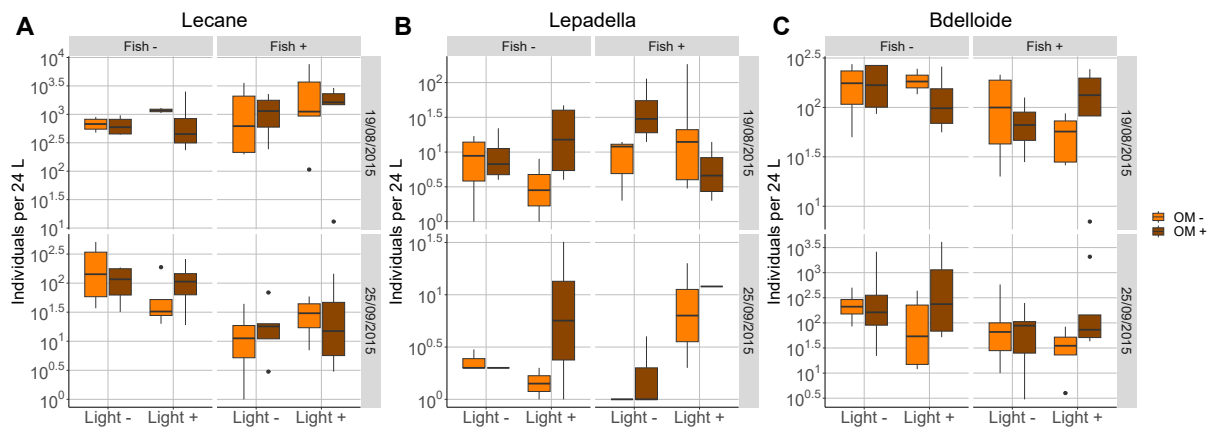 A Lecane
Fish - Fish +
10^4
10^3.5
10^3
10^2.5
10^2
10^1.5
10^1
19/08/2015
10^2.5
10^2
10^1.5
10^1
10^0.5
10^0
25/09/2015
Individuals per 24 L
Light - Light + Light - Light +
B Lepadella
Fish - Fish +
10^2
10^1.5
10^1
10^0.5
10^0
19/08/2015
10^1.5
10^1
10^0.5
10^0
25/09/2015
Individuals per 24 L
Light - Light + Light - Light +
C Bdelloide
Fish - Fish +
10^2.5
10^2
10^1.5
10^1
19/08/2015
10^3.5
10^3
10^2.5
10^2
10^1.5
10^1
10^0.5
25/09/2015
Individuals per 24 L
Light - Light + Light - Light +
OM -
OM +